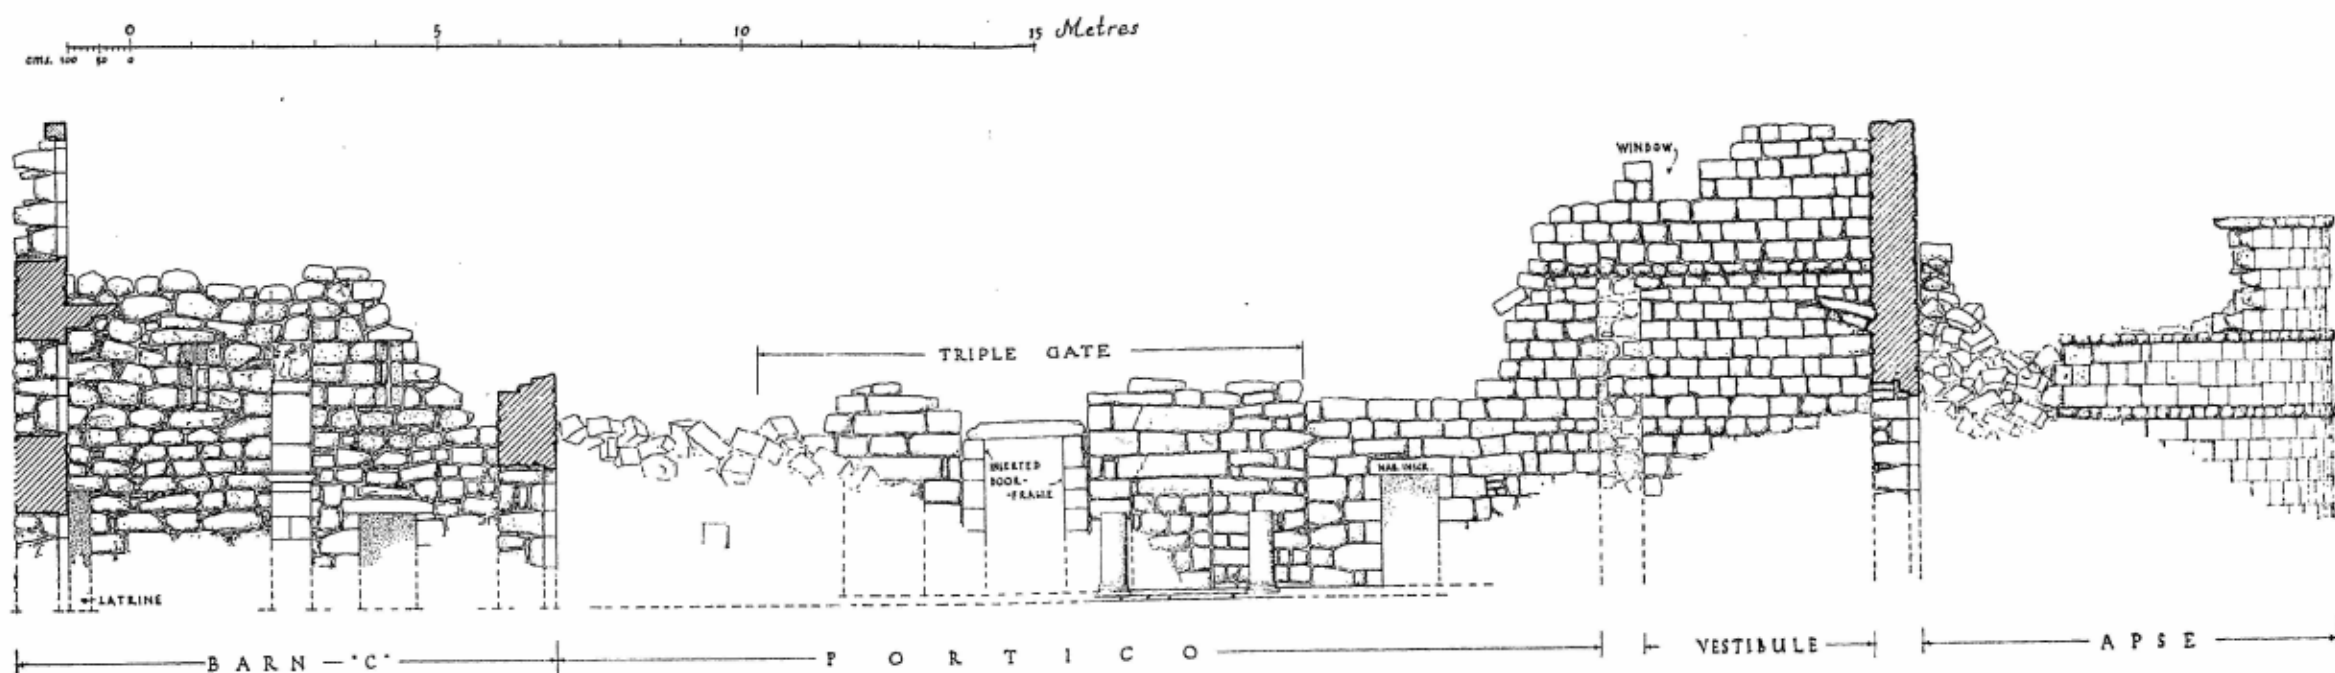 0 5 10 15 Metres
cms. 100 50 0
WINDOW
TRIPLE GATE
INSERTED
DOOR-
-FRAME
NAB. INSCR.
LATRINE
BARN "C" PORTICO VESTIBULE APSE